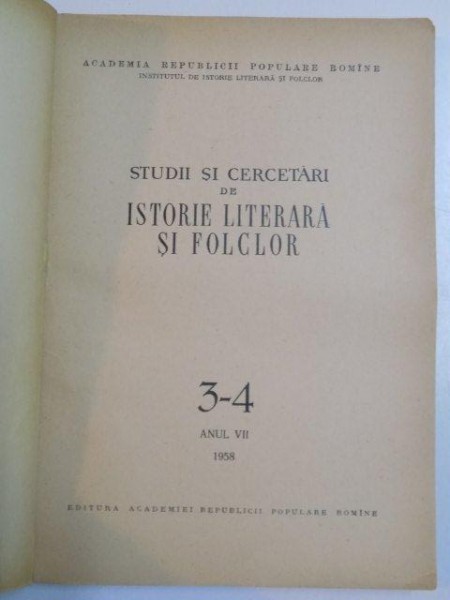 ACADEMIA REPUBLICII POPULARE ROMÎNE
INSTITUTUL DE ISTORIE LITERARĂ ȘI FOLCLOR
STUDII ȘI CERCETĂRI
DE
ISTORIE LITERARĂ
ȘI FOLCLOR
3-4
ANUL VII
1958
EDITURA ACADEMIEI REPUBLICII POPULARE ROMÎNE